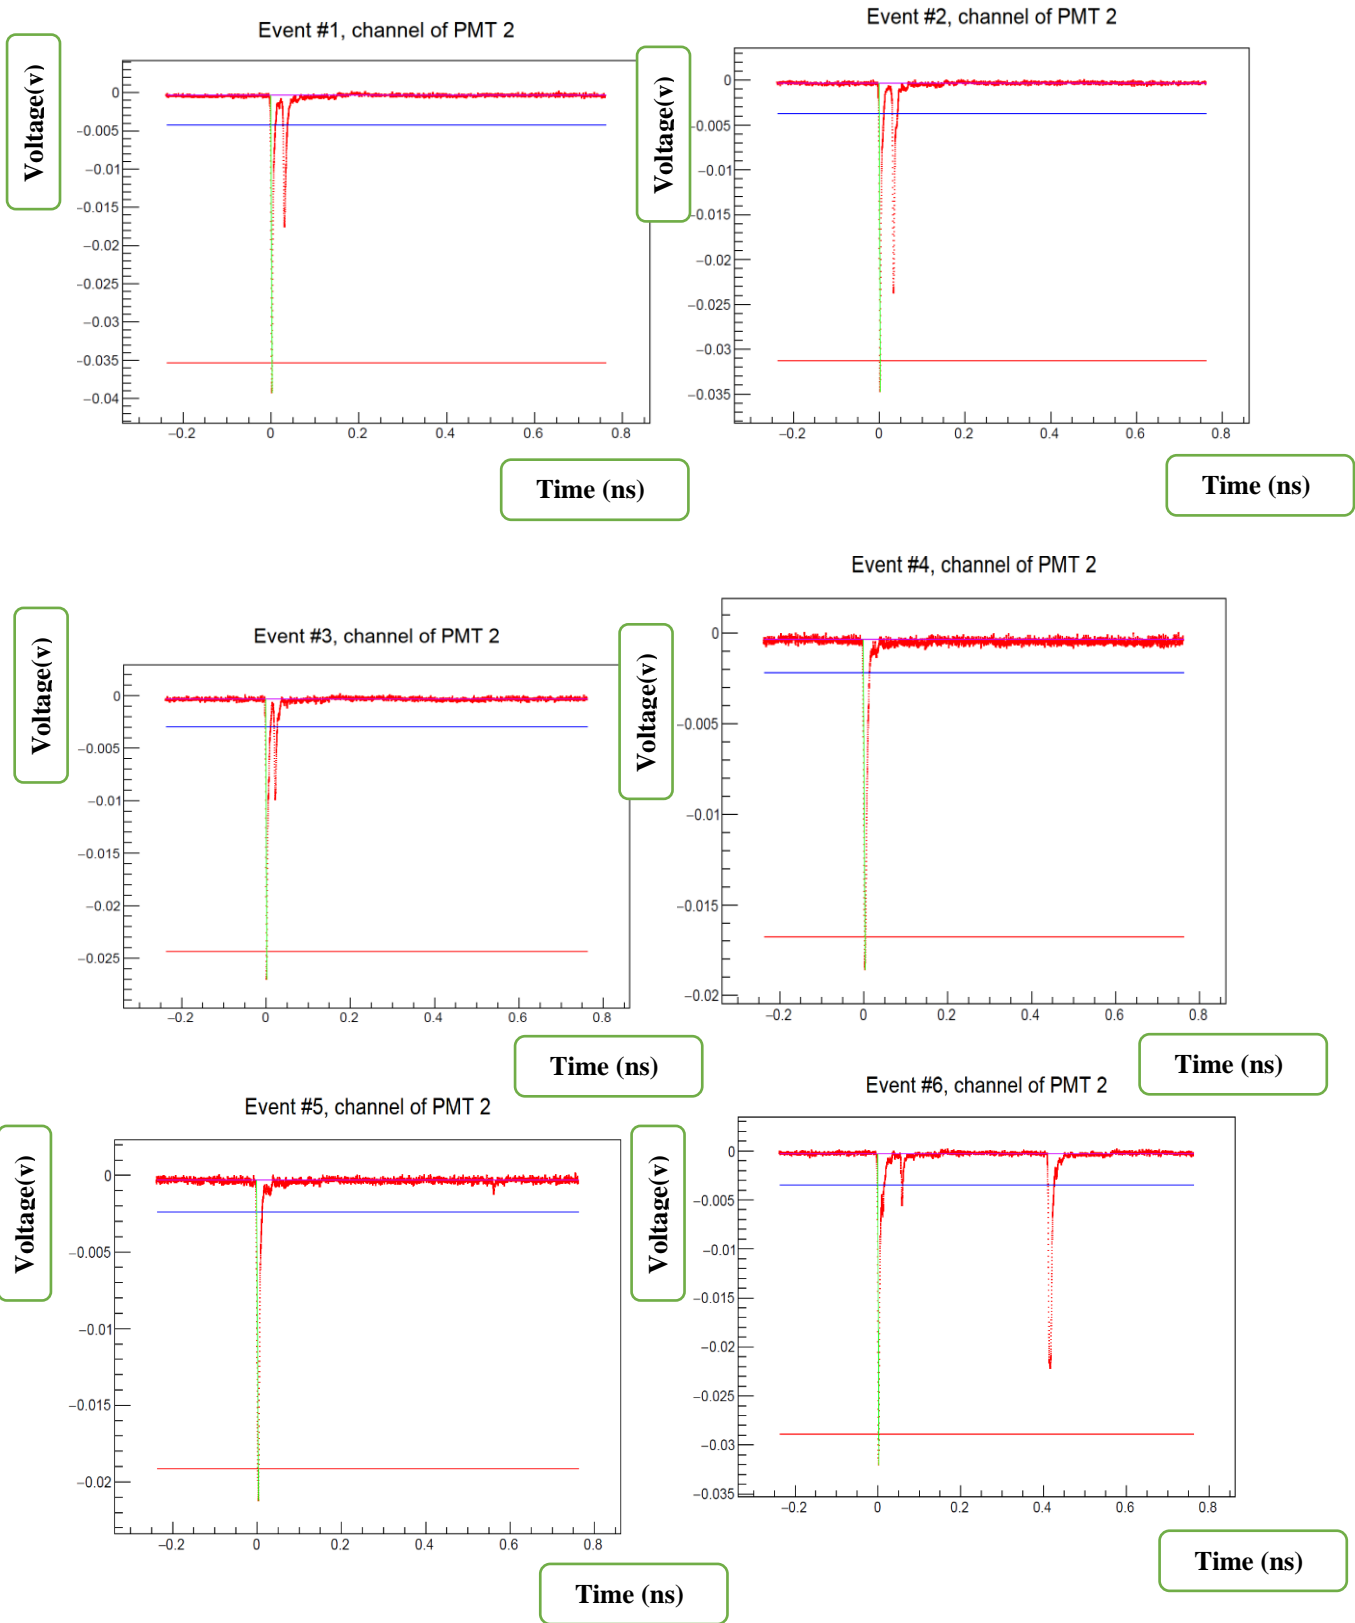 Event #1, channel of PMT 2
Voltage(v)
0
−0.005
−0.01
−0.015
−0.02
−0.025
−0.03
−0.035
−0.04
−0.2 0 0.2 0.4 0.6 0.8
Time (ns)
Event #2, channel of PMT 2
Voltage(v)
0
−0.005
−0.01
−0.015
−0.02
−0.025
−0.03
−0.035
−0.2 0 0.2 0.4 0.6 0.8
Time (ns)
Event #3, channel of PMT 2
Voltage(v)
0
−0.005
−0.01
−0.015
−0.02
−0.025
−0.2 0 0.2 0.4 0.6 0.8
Time (ns)
Event #4, channel of PMT 2
Voltage(v)
0
−0.005
−0.01
−0.015
−0.02
−0.2 0 0.2 0.4 0.6 0.8
Time (ns)
Event #5, channel of PMT 2
Voltage(v)
0
−0.005
−0.01
−0.015
−0.02
−0.2 0 0.2 0.4 0.6 0.8
Time (ns)
Event #6, channel of PMT 2
Voltage(v)
0
−0.005
−0.01
−0.015
−0.02
−0.025
−0.03
−0.035
−0.2 0 0.2 0.4 0.6 0.8
Time (ns)